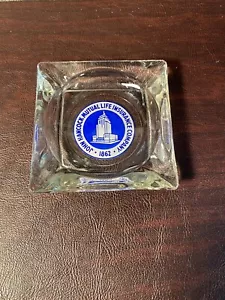 JOHN HANCOCK MUTUAL LIFE INSURANCE COMPANY
• 1862 •